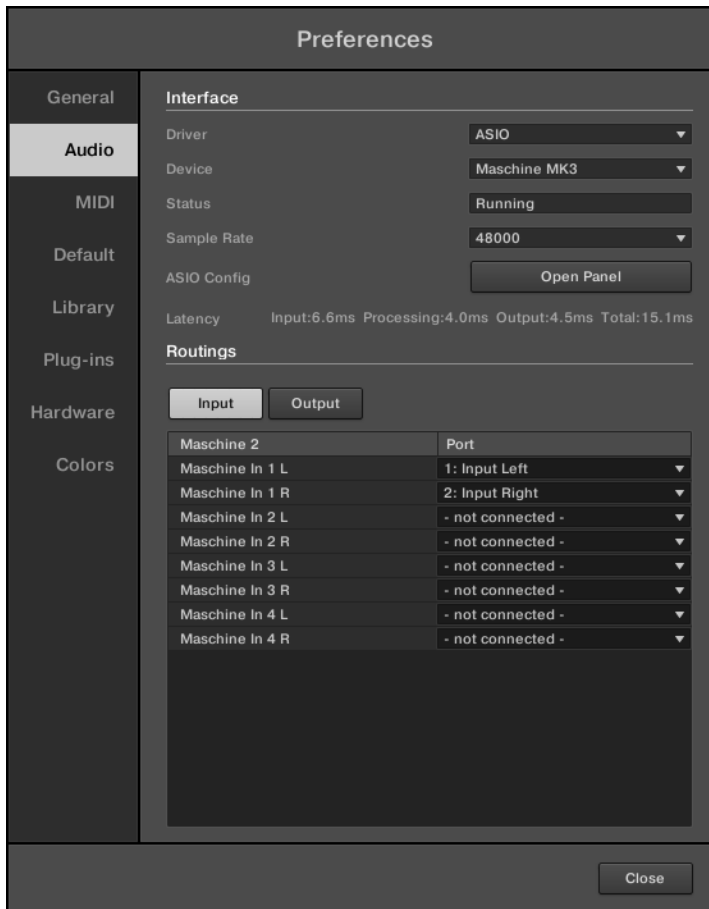 Preferences
General
Audio
MIDI
Default
Library
Plug-ins
Hardware
Colors
Interface
Driver ASIO
Device Maschine MK3
Status Running
Sample Rate 48000
ASIO Config Open Panel
Latency Input:6.6ms Processing:4.0ms Output:4.5ms Total:15.1ms
Routings
Input Output
Maschine 2 Port
Maschine In 1 L 1: Input Left
Maschine In 1 R 2: Input Right
Maschine In 2 L - not connected -
Maschine In 2 R - not connected -
Maschine In 3 L - not connected -
Maschine In 3 R - not connected -
Maschine In 4 L - not connected -
Maschine In 4 R - not connected -
Close